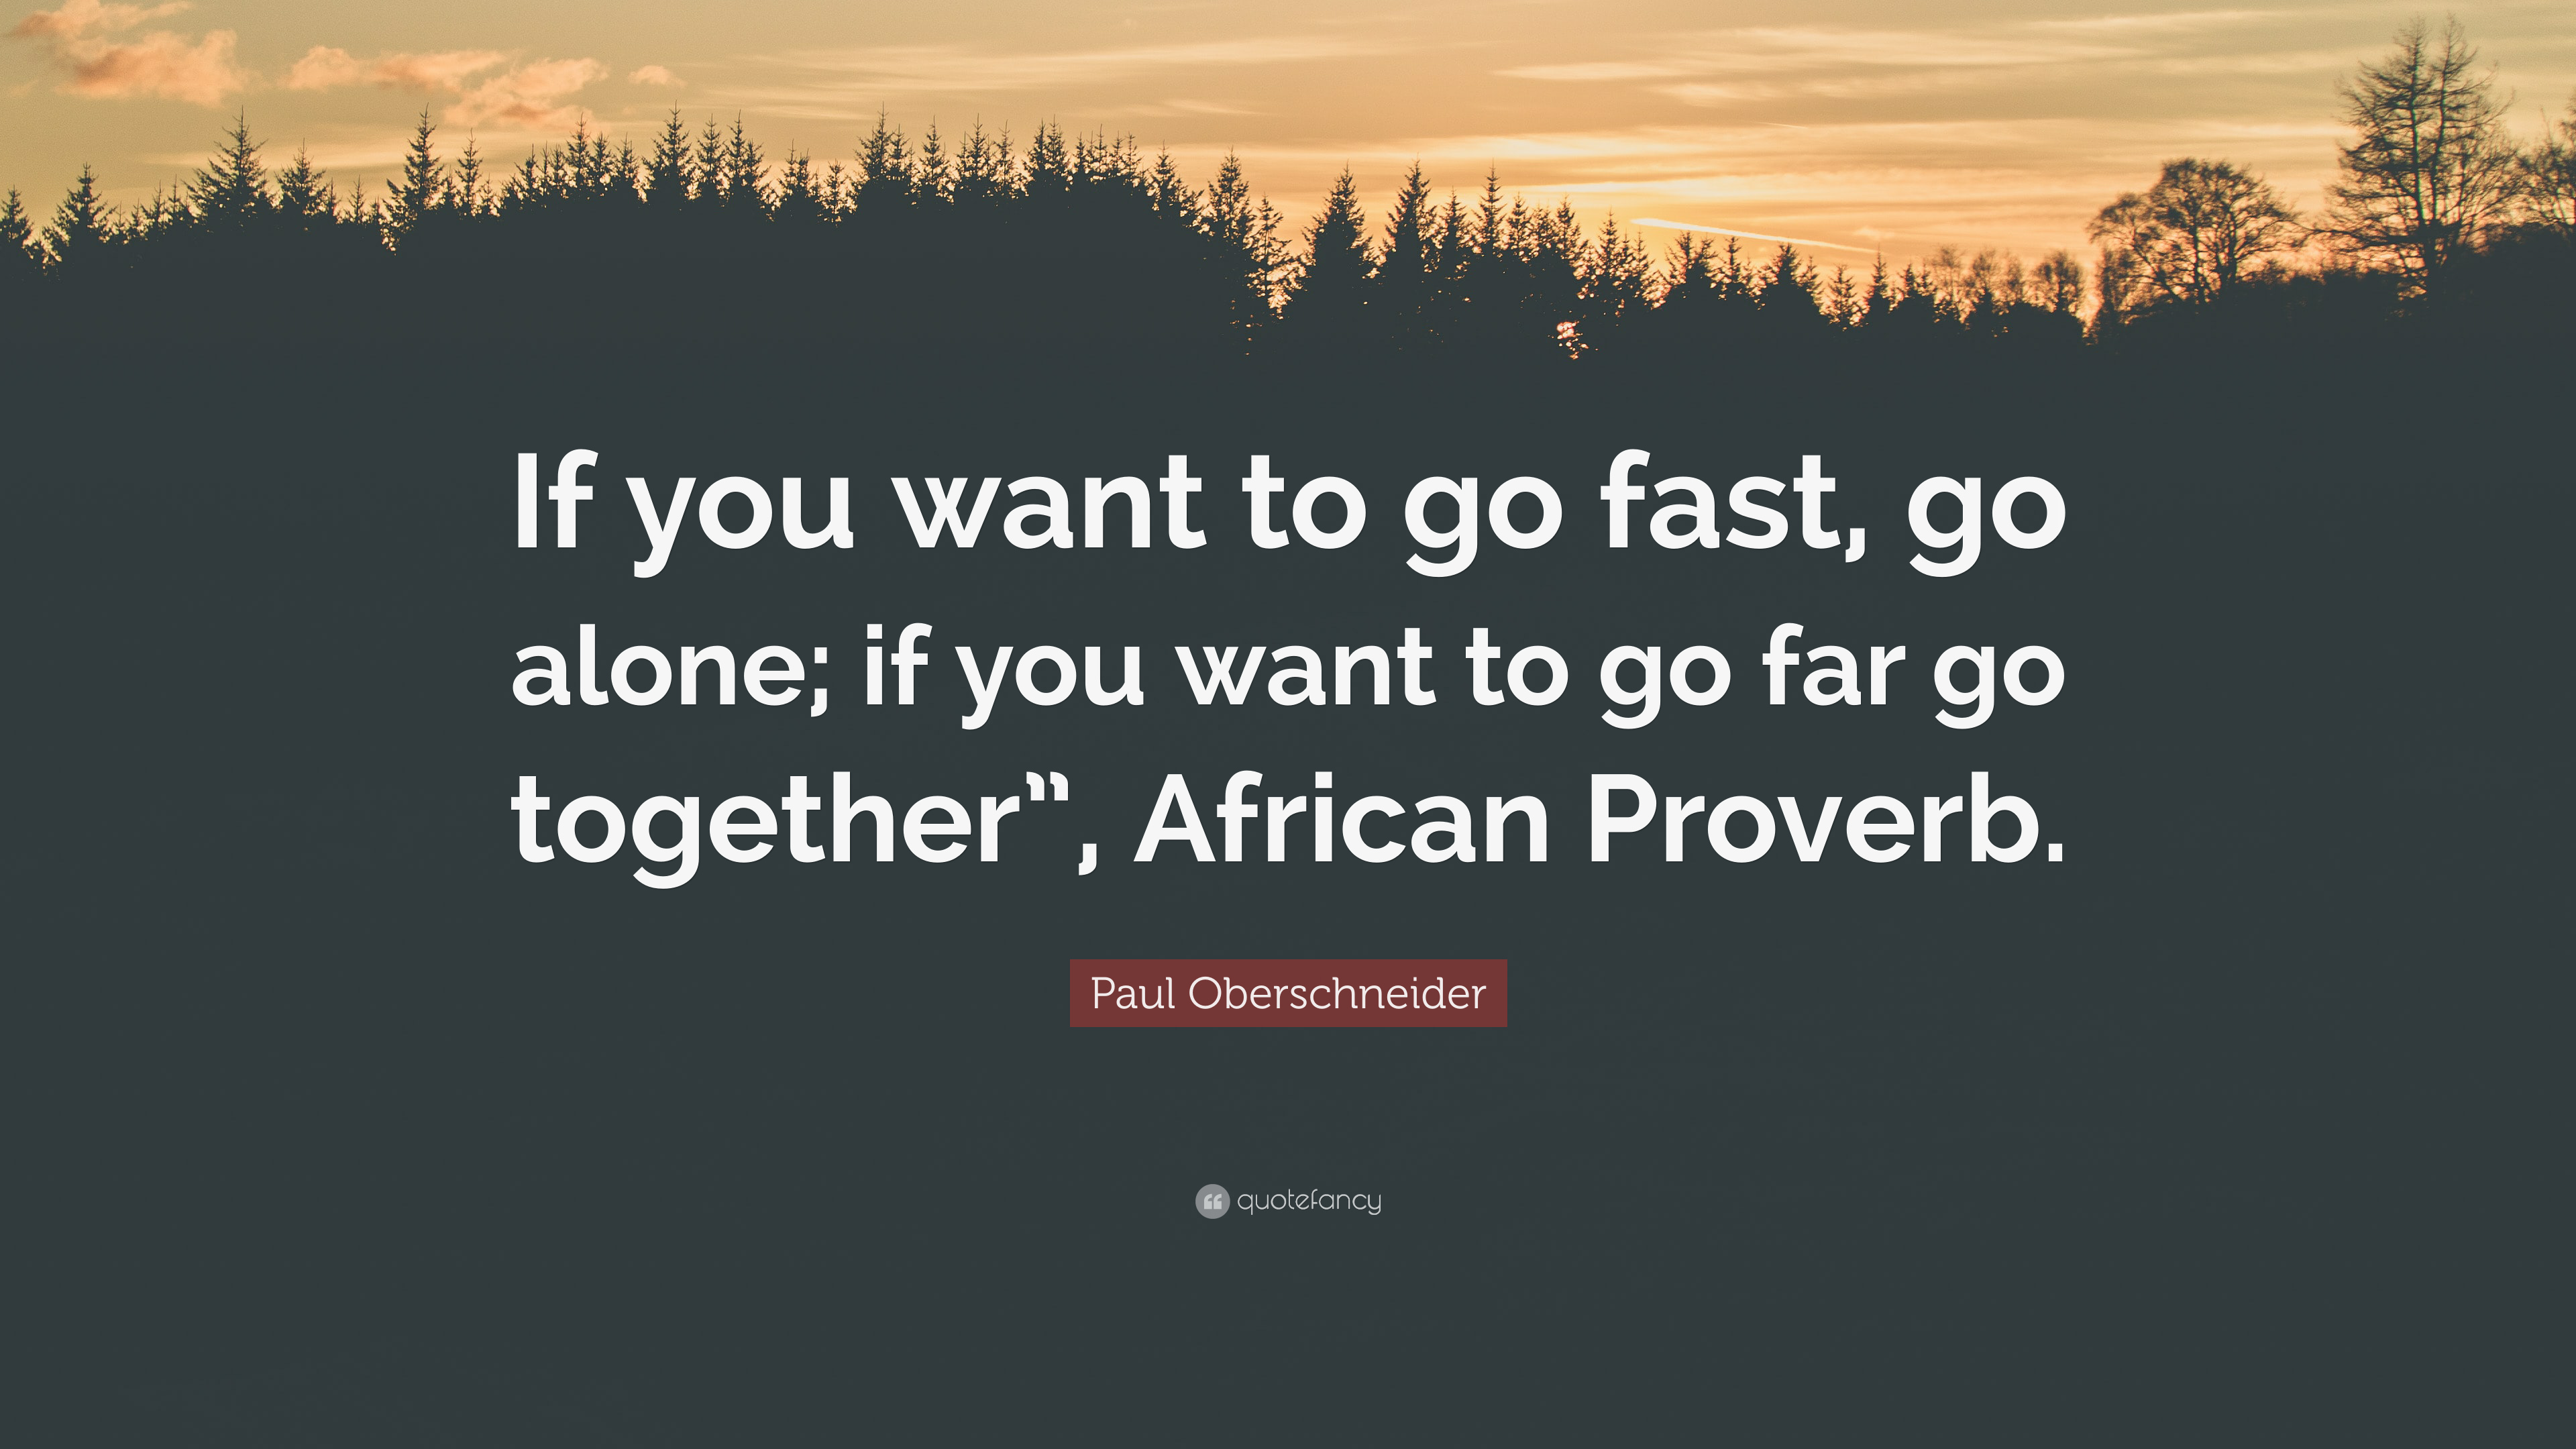 If you want to go fast, go
alone; if you want to go far go
together”, African Proverb.
Paul Oberschneider
quotefancy